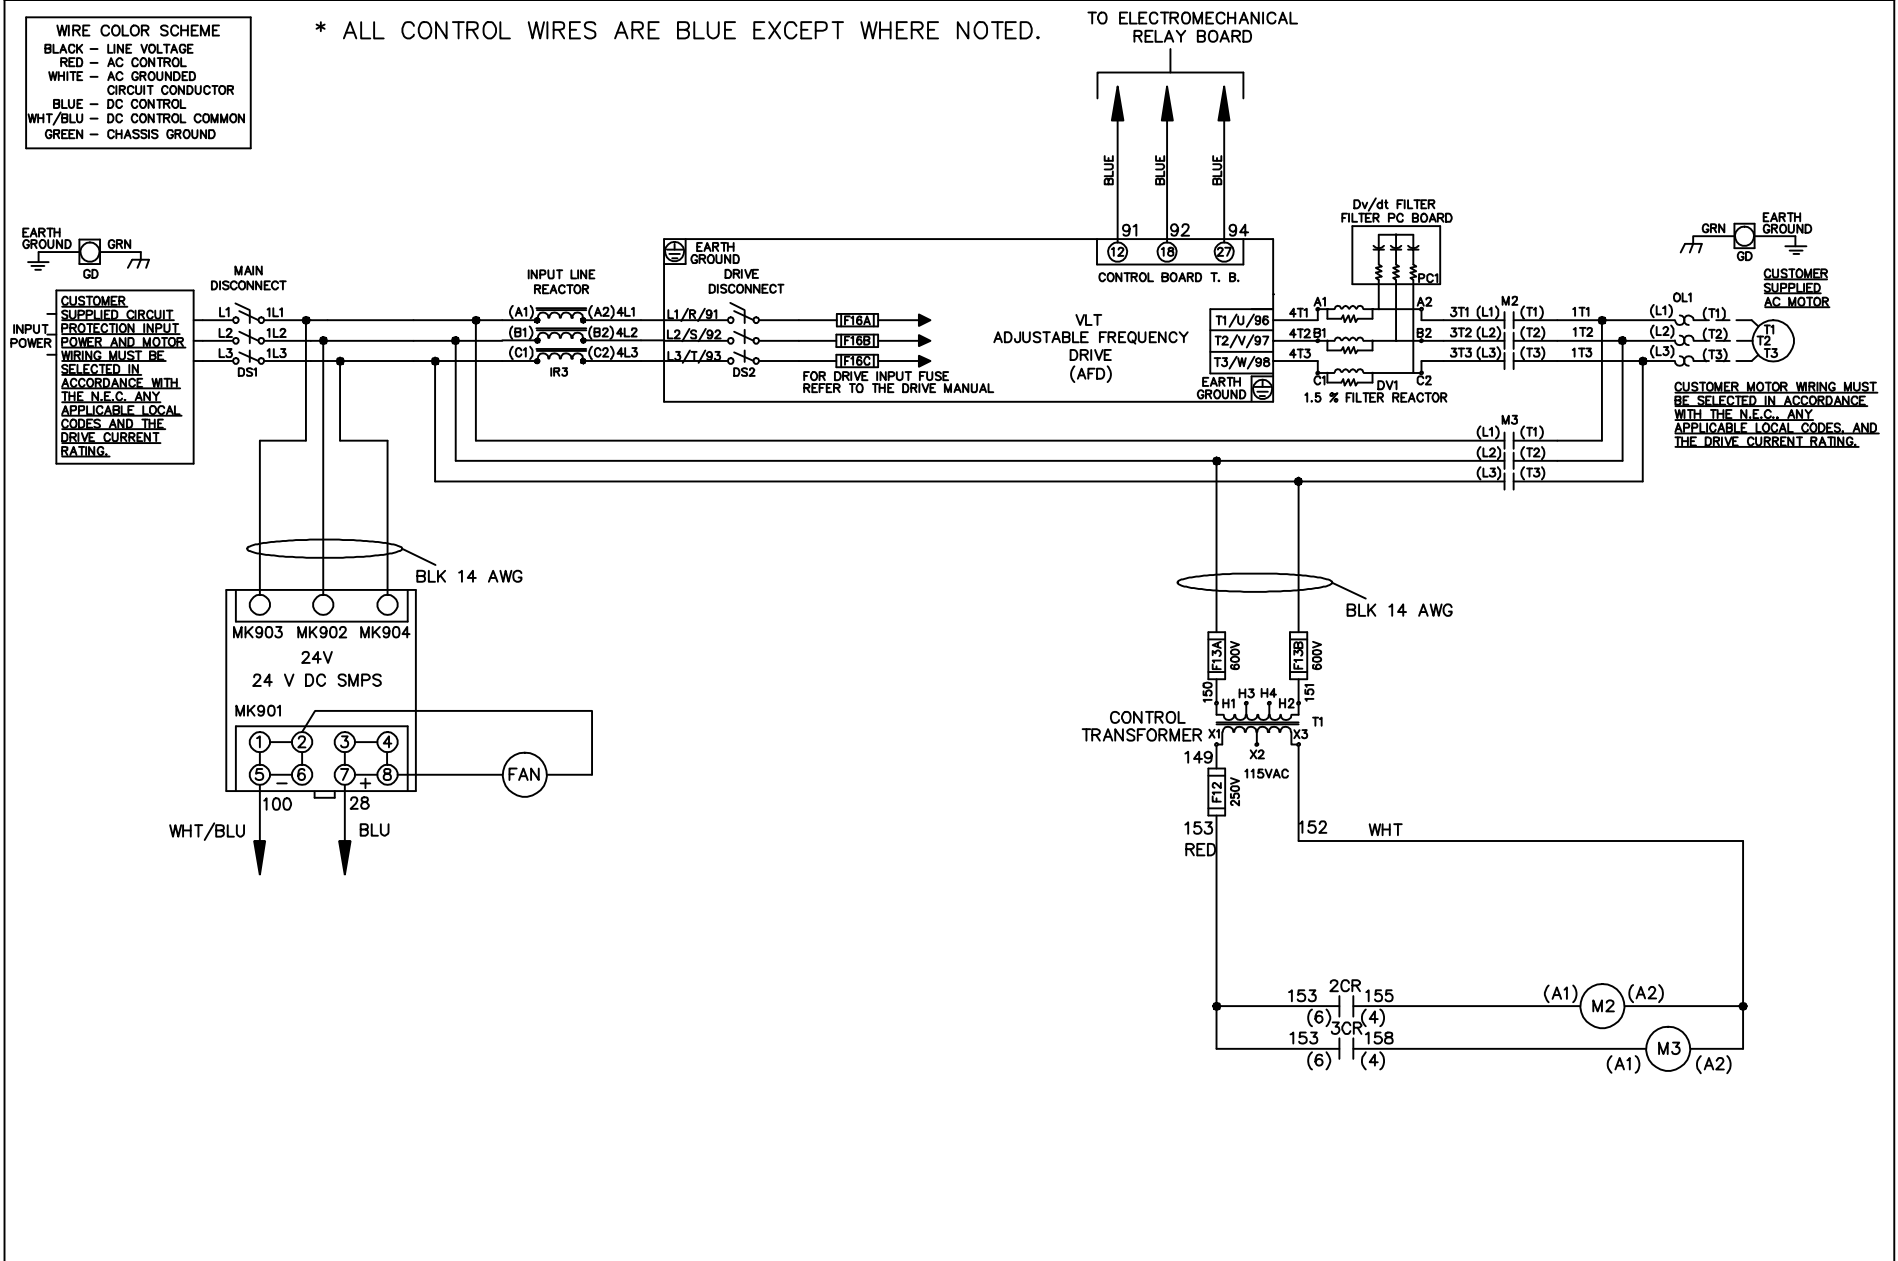 WIRE COLOR SCHEME
BLACK – LINE VOLTAGE
RED – AC CONTROL
WHITE – AC GROUNDED
CIRCUIT CONDUCTOR
BLUE – DC CONTROL
WHT/BLU – DC CONTROL COMMON
GREEN – CHASSIS GROUND
* ALL CONTROL WIRES ARE BLUE EXCEPT WHERE NOTED.
TO ELECTROMECHANICAL
RELAY BOARD
BLUE
BLUE
BLUE
91 92 94
12 18 27
CONTROL BOARD T. B.
EARTH
GROUND
GRN
GD
INPUT
POWER
CUSTOMER
SUPPLIED CIRCUIT
PROTECTION INPUT
POWER AND MOTOR
WIRING MUST BE
SELECTED IN
ACCORDANCE WITH
THE N.E.C. ANY
APPLICABLE LOCAL
CODES AND THE
DRIVE CURRENT
RATING.
MAIN
DISCONNECT
L1 1L1
L2 1L2
L3 1L3
DS1
INPUT LINE
REACTOR
(A1) (A2) 4L1
(B1) (B2) 4L2
(C1) (C2) 4L3
IR3
EARTH
GROUND
DRIVE
DISCONNECT
L1/R/91
L2/S/92
L3/T/93
DS2
F16A
F16B
F16C
FOR DRIVE INPUT FUSE
REFER TO THE DRIVE MANUAL
VLT
ADJUSTABLE FREQUENCY
DRIVE
(AFD)
T1/U/96
T2/V/97
T3/W/98
EARTH
GROUND
4T1
4T2
4T3
Dv/dt FILTER
FILTER PC BOARD
PC1
A1 A2
B1 B2
C1 C2
DV1
1.5 % FILTER REACTOR
M2
3T1 (L1) (T1) 1T1
3T2 (L2) (T2) 1T2
3T3 (L3) (T3) 1T3
M3
(L1) (T1)
(L2) (T2)
(L3) (T3)
OL1
(L1) (T1)
(L2) (T2)
(L3) (T3)
T1
T2
T3
GRN
GD
EARTH
GROUND
CUSTOMER
SUPPLIED
AC MOTOR
CUSTOMER MOTOR WIRING MUST
BE SELECTED IN ACCORDANCE
WITH THE N.E.C., ANY
APPLICABLE LOCAL CODES, AND
THE DRIVE CURRENT RATING.
BLK 14 AWG
MK903 MK902 MK904
24V
24 V DC SMPS
MK901
1 2 3 4
5 – 6 7 + 8
FAN
100 28
WHT/BLU BLU
BLK 14 AWG
F13A
600V
F13B
600V
150
151
H1 H3 H4 H2
CONTROL
TRANSFORMER
T1
X1 X2 X3
149
115VAC
F12
250V
153
RED
152 WHT
2CR
153 155
(6) (4)
(A1) M2 (A2)
3CR
153 158
(6) (4)
(A1) M3 (A2)